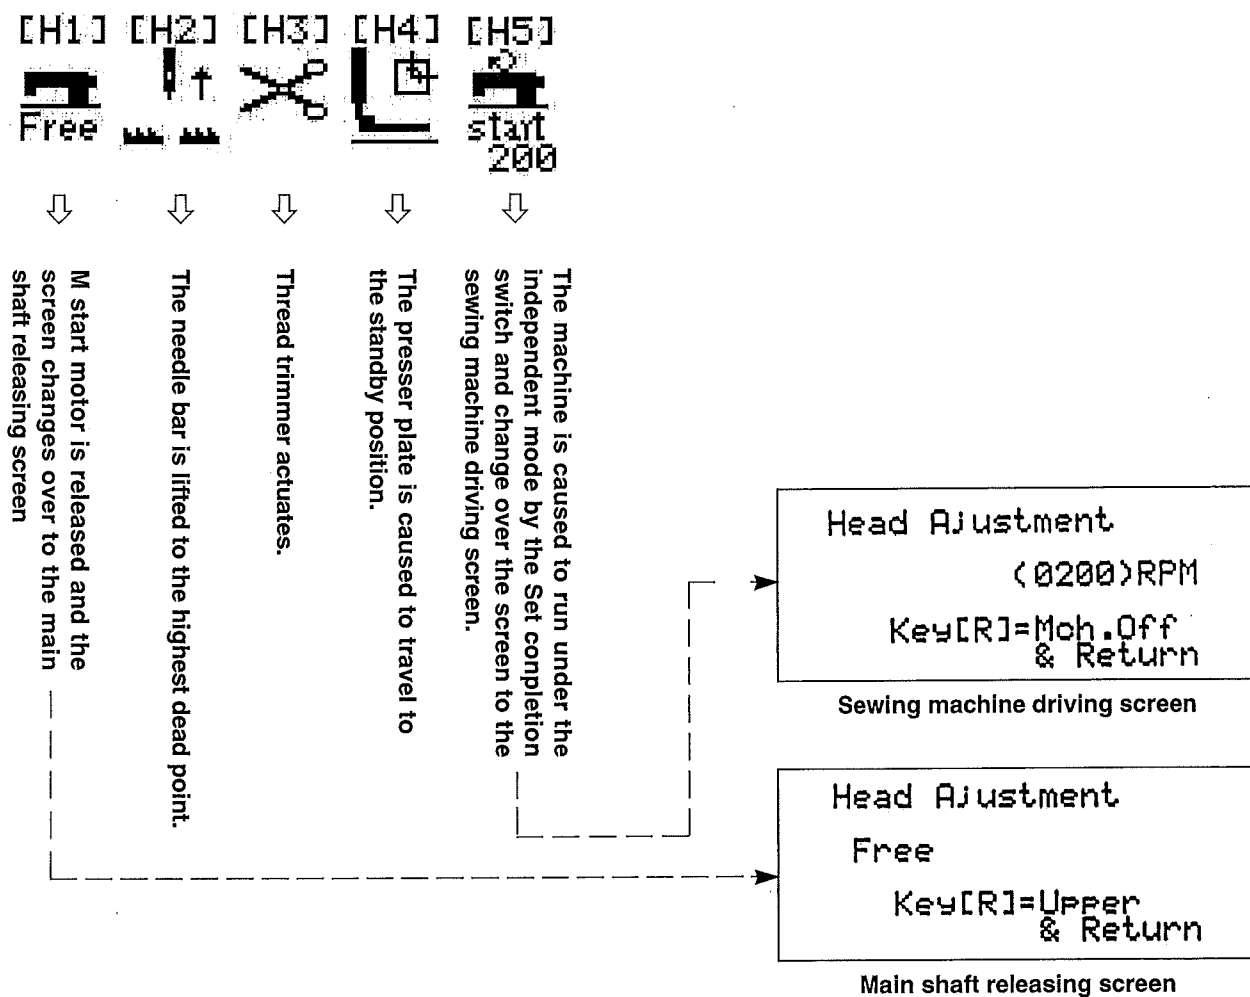 [H1] [H2] [H3] [H4] [H5]
Free
start
200
M start motor is released and the
screen changes over to the main
shaft releasing screen
The needle bar is lifted to the highest dead point.
Thread trimmer actuates.
The presser plate is caused to travel to
the standby position.
The machine is caused to run under the
independent mode by the Set conpletion
switch and change over the screen to the
sewing machine driving screen.
Head Ajustment
(0200)RPM
Key[R]=Mch.Off
& Return
Sewing machine driving screen
Head Ajustment
Free
Key[R]=Upper
& Return
Main shaft releasing screen